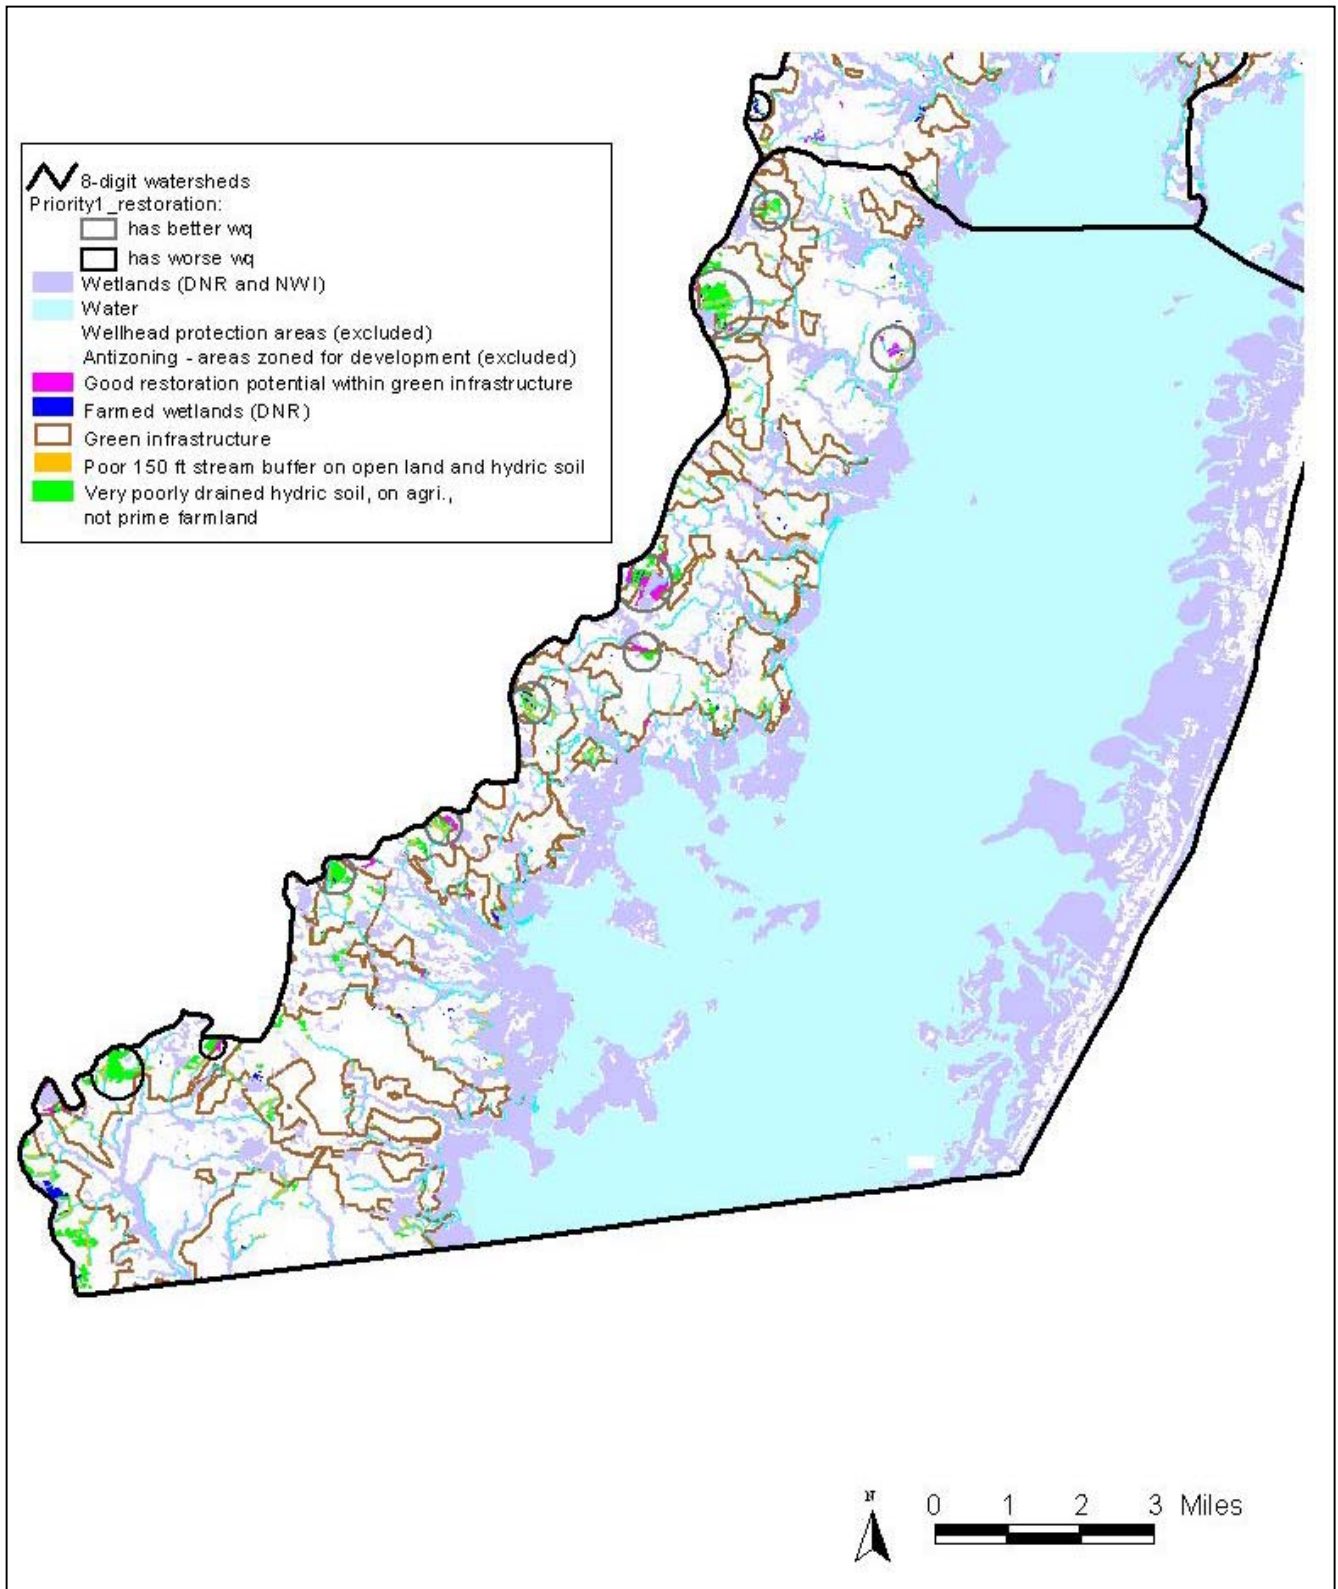 8-digit watersheds
Priority1_restoration:
has better wq
has worse wq
Wetlands (DNR and NWI)
Water
Wellhead protection areas (excluded)
Antizoning - areas zoned for development (excluded)
Good restoration potential within green infrastructure
Farmed wetlands (DNR)
Green infrastructure
Poor 150 ft stream buffer on open land and hydric soil
Very poorly drained hydric soil, on agri.,
not prime farmland
N
0 1 2 3 Miles